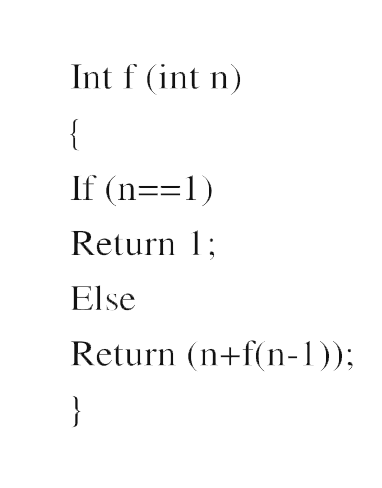 Int f (int n)
{
If (n==1)
Return 1;
Else
Return (n+f(n-1));
}